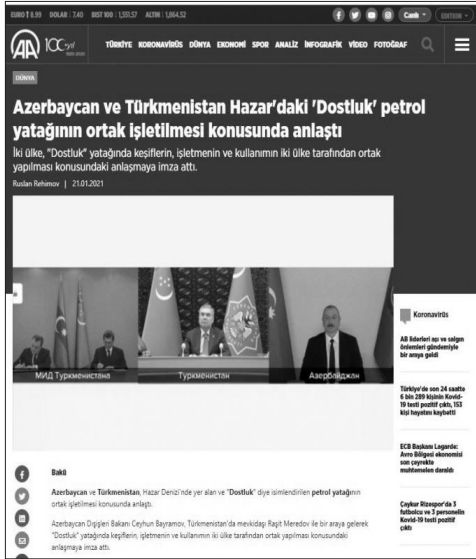 EURO ₺ 8.99 DOLAR : 7.40 BIST 100 : 1,551.57 ALTIN : 1,864.52
Canlı
EDITION
AA
100. yıl
TÜRKİYE KORONAVİRÜS DÜNYA EKONOMİ SPOR ANALİZ İNFOGRAFİK VİDEO FOTOĞRAF
DÜNYA
Azerbaycan ve Türkmenistan Hazar'daki 'Dostluk' petrol
yatağının ortak işletilmesi konusunda anlaştı
İki ülke, "Dostluk" yatağında keşiflerin, işletmenin ve kullanımın iki ülke tarafından ortak
yapılması konusundaki anlaşmaya imza attı.
Ruslan Rehimov | 21.01.2021
МИД Туркменистана
Туркменистан
Азербайджан
Bakü
Azerbaycan ve Türkmenistan, Hazar Denizi'nde yer alan ve "Dostluk" diye isimlendirilen petrol yatağının
ortak işletilmesi konusunda anlaştı.
Azerbaycan Dışişleri Bakanı Ceyhun Bayramov, Türkmenistan'da mevkidaşı Raşit Meredov ile bir araya gelerek
"Dostluk" yatağında keşiflerin, işletmenin ve kullanımın iki ülke tarafından ortak yapılması konusundaki
anlaşmaya imza attı.
Koronavirüs
AB liderleri aşı ve salgın
önlemleri gündemiyle
bir araya geldi
Türkiye'de son 24 saatte
6 bin 289 kişinin Kovid-
19 testi pozitif çıktı, 153
kişi hayatını kaybetti
ECB Başkanı Lagarde:
Avro Bölgesi ekonomisi
son çeyrekte
muhtemelen daraldı
Çaykur Rizespor'da 3
futbolcu ve 3 personelin
Kovid-19 testi pozitif
çıktı